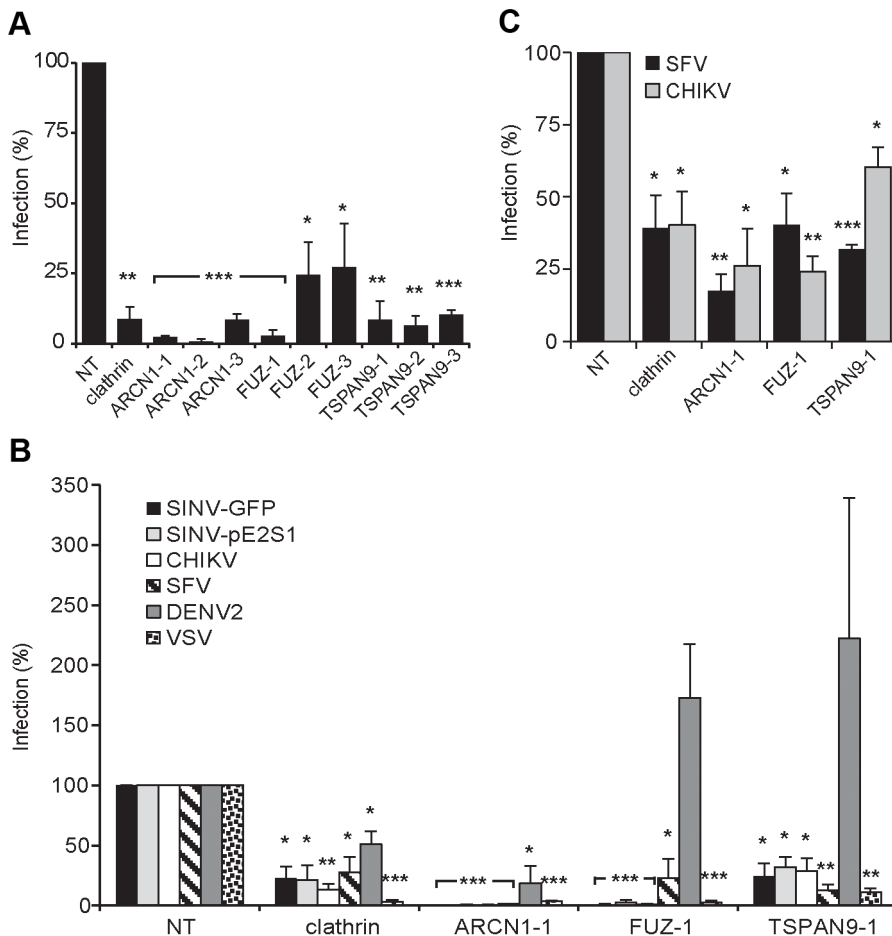 A
Infection (%)
100
75
50
25
0
**
***
*
*
**
**
***
NT
clathrin
ARCN1-1
ARCN1-2
ARCN1-3
FUZ-1
FUZ-2
FUZ-3
TSPAN9-1
TSPAN9-2
TSPAN9-3
C
Infection (%)
100
75
50
25
0
SFV
CHIKV
*
*
**
*
*
**
***
*
NT
clathrin
ARCN1-1
FUZ-1
TSPAN9-1
B
Infection (%)
350
300
250
200
150
100
50
0
SINV-GFP
SINV-pE2S1
CHIKV
SFV
DENV2
VSV
*
*
**
*
*
***
***
*
***
***
*
***
*
*
*
**
**
NT
clathrin
ARCN1-1
FUZ-1
TSPAN9-1